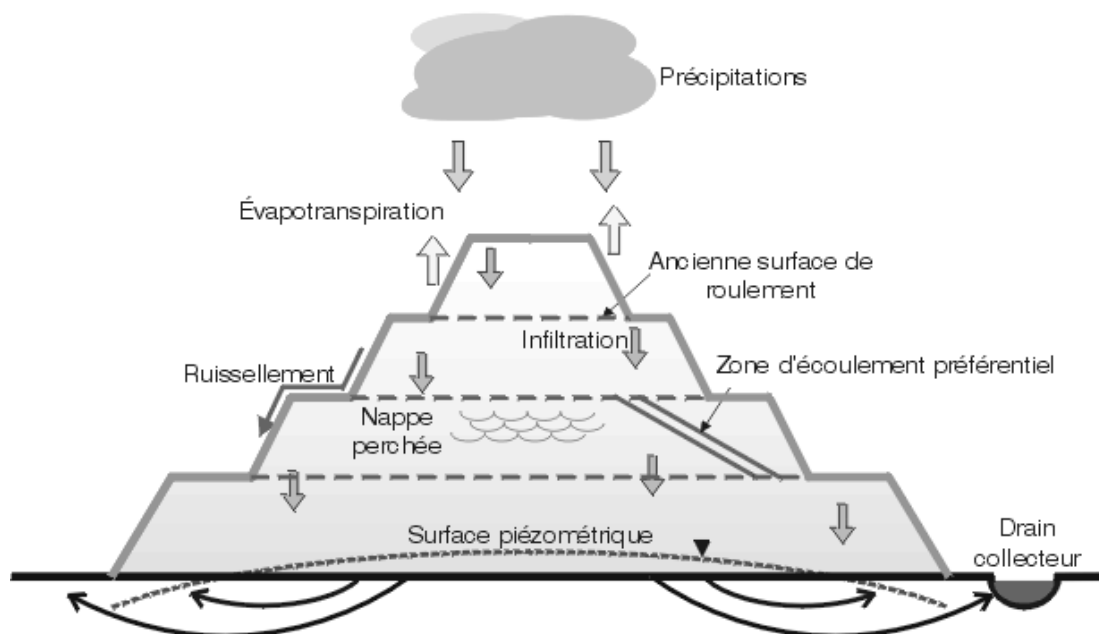 Précipitations
Évapotranspiration
Ancienne surface de
roulement
Infiltration
Ruissellement
Zone d'écoulement préférentiel
Nappe
perchée
Surface piézométrique
Drain
collecteur